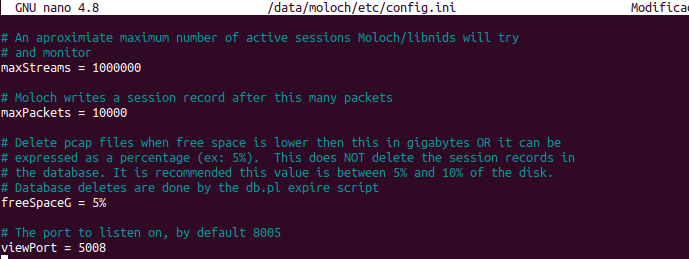 GNU nano 4.8 /data/moloch/etc/config.ini Modificad
# An aproximiate maximum number of active sessions Moloch/libnids will try
# and monitor
maxStreams = 1000000
# Moloch writes a session record after this many packets
maxPackets = 10000
# Delete pcap files when free space is lower then this in gigabytes OR it can be
# expressed as a percentage (ex: 5%).  This does NOT delete the session records in
# the database. It is recommended this value is between 5% and 10% of the disk.
# Database deletes are done by the db.pl expire script
freeSpaceG = 5%
# The port to listen on, by default 8005
viewPort = 5008